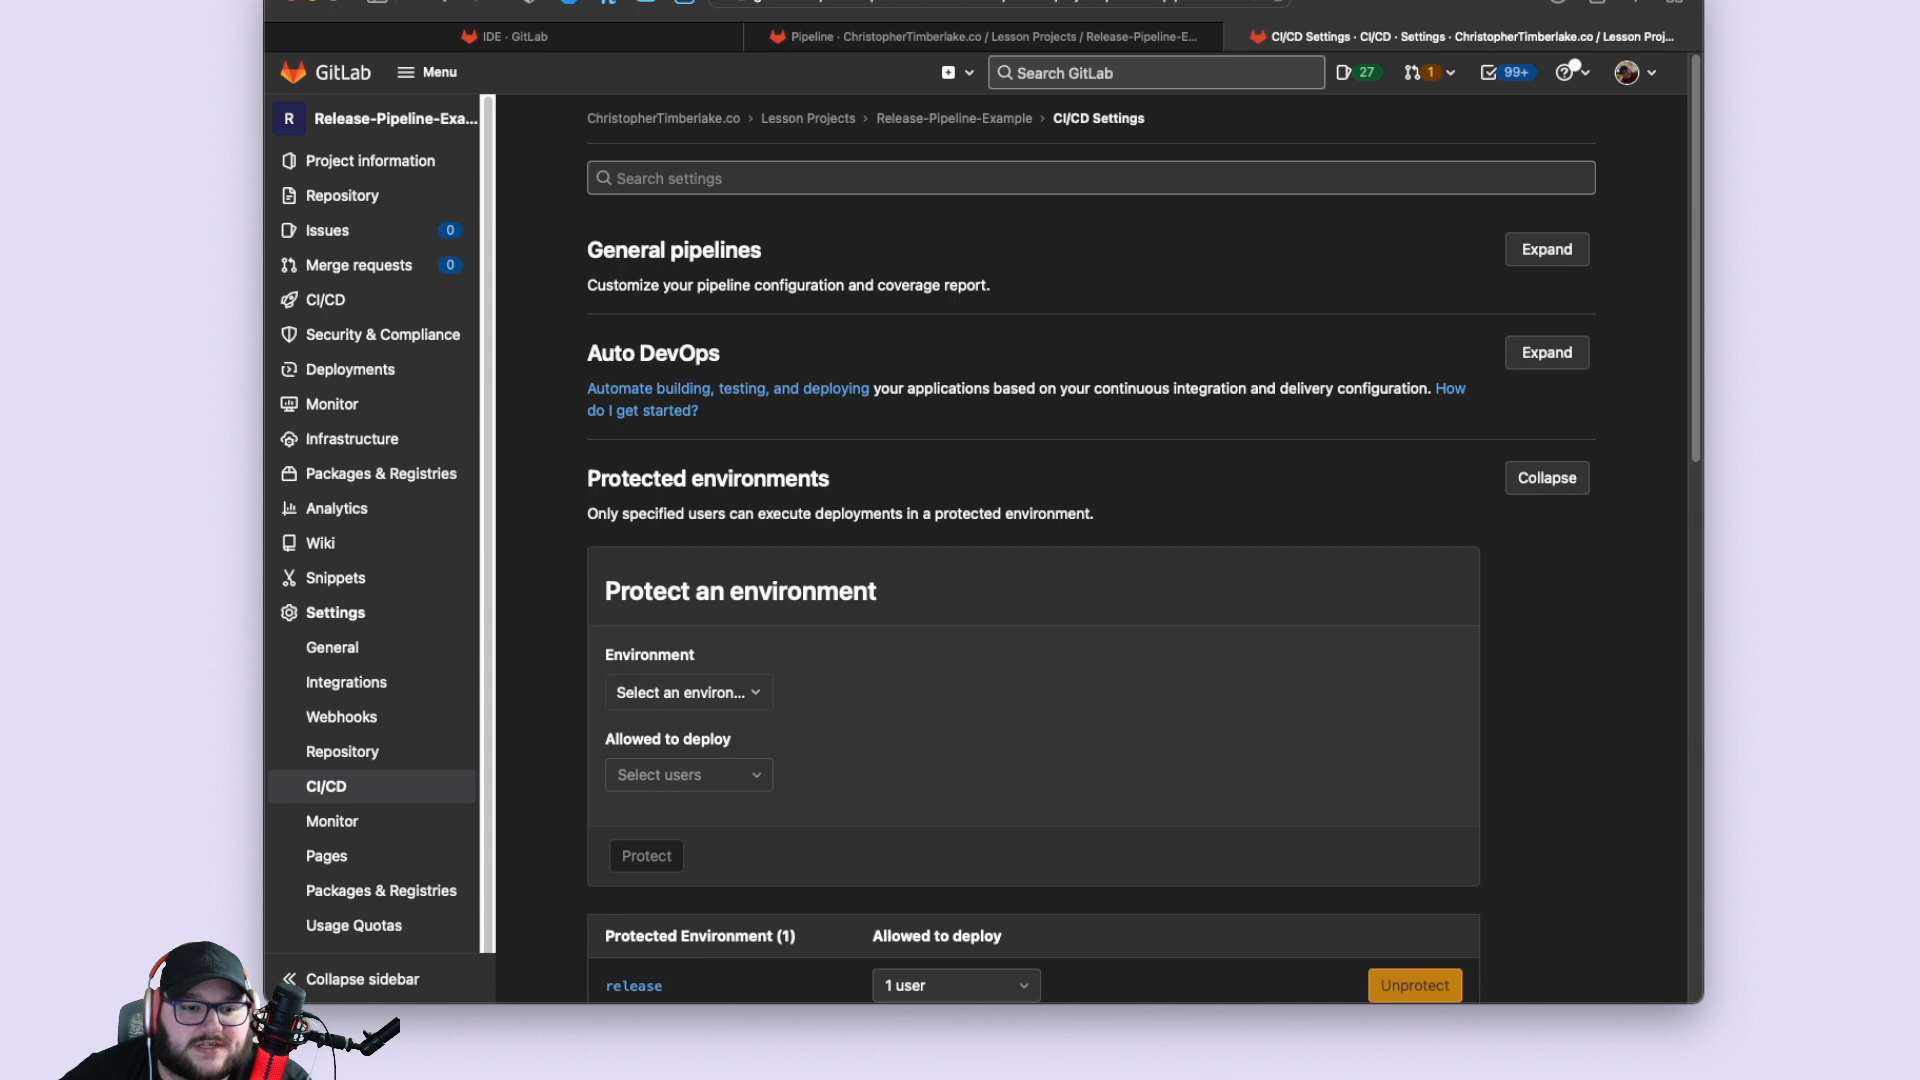 IDE · GitLab
Pipeline · ChristopherTimberlake.co / Lesson Projects / Release-Pipeline-E...
CI/CD Settings · CI/CD · Settings · ChristopherTimberlake.co / Lesson Proj...
GitLab
Menu
Search GitLab
27
1
99+
R
Release-Pipeline-Exa...
Project information
Repository
Issues 0
Merge requests 0
CI/CD
Security & Compliance
Deployments
Monitor
Infrastructure
Packages & Registries
Analytics
Wiki
Snippets
Settings
General
Integrations
Webhooks
Repository
CI/CD
Monitor
Pages
Packages & Registries
Usage Quotas
Collapse sidebar
ChristopherTimberlake.co › Lesson Projects › Release-Pipeline-Example › CI/CD Settings
Search settings
General pipelines
Expand
Customize your pipeline configuration and coverage report.
Auto DevOps
Expand
Automate building, testing, and deploying your applications based on your continuous integration and delivery configuration. How
do I get started?
Protected environments
Collapse
Only specified users can execute deployments in a protected environment.
Protect an environment
Environment
Select an environ...
Allowed to deploy
Select users
Protect
Protected Environment (1)
Allowed to deploy
release
1 user
Unprotect